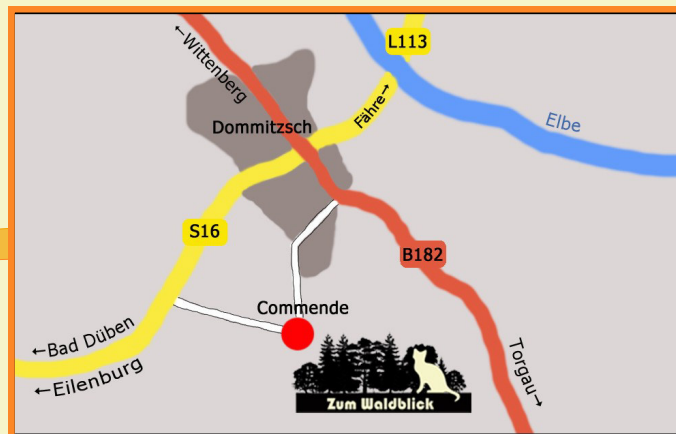 L113
←Wittenberg
Fähre→
Dommitzsch
Elbe
S16
B182
Commende
←Bad Düben
←Eilenburg
Torgau→
Zum Waldblick